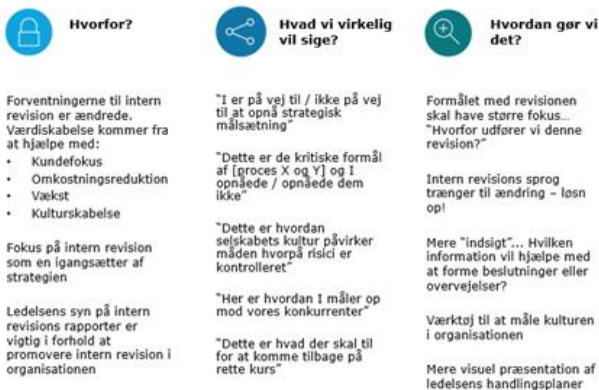 Hvorfor?
Forventningerne til intern
revision er ændrede.
Værdiskabelse kommer fra
at hjælpe med:
• Kundefokus
• Omkostningsreduktion
• Vækst
• Kulturskabelse
Fokus på intern revision
som en igangsætter af
strategien
Ledelsens syn på intern
revisions rapporter er
vigtig i forhold at
promovere intern revision i
organisationen
Hvad vi virkelig
vil sige?
"I er på vej til / ikke på vej
til at opnå strategisk
målsætning"
"Dette er de kritiske formål
af [proces X og Y] og I
opnåede / opnåede dem
ikke"
"Dette er hvordan
selskabets kultur påvirker
måden hvorpå risici er
kontrolleret"
"Her er hvordan I måler op
mod vores konkurrenter"
"Dette er hvad der skal til
for at komme tilbage på
rette kurs"
Hvordan gør vi
det?
Formålet med revisionen
skal have større fokus…
"Hvorfor udfører vi denne
revision?"
Intern revisions sprog
trænger til ændring – løsn
op!
Mere "indsigt"... Hvilken
information vil hjælpe med
at forme beslutninger eller
overvejelser?
Værktøj til at måle kulturen
i organisationen
Mere visuel præsentation af
ledelsens handlingsplaner